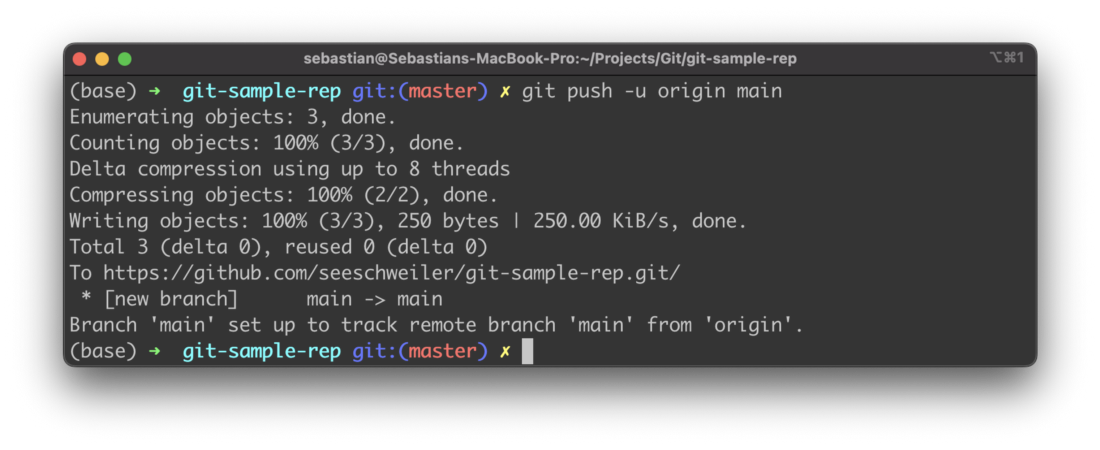 sebastian@Sebastians-MacBook-Pro:~/Projects/Git/git-sample-rep ⌥⌘1
(base) ➜ git-sample-rep git:(master) ✗ git push -u origin main
Enumerating objects: 3, done.
Counting objects: 100% (3/3), done.
Delta compression using up to 8 threads
Compressing objects: 100% (2/2), done.
Writing objects: 100% (3/3), 250 bytes | 250.00 KiB/s, done.
Total 3 (delta 0), reused 0 (delta 0)
To https://github.com/seeschweiler/git-sample-rep.git/
 * [new branch]      main -> main
Branch 'main' set up to track remote branch 'main' from 'origin'.
(base) ➜ git-sample-rep git:(master) ✗